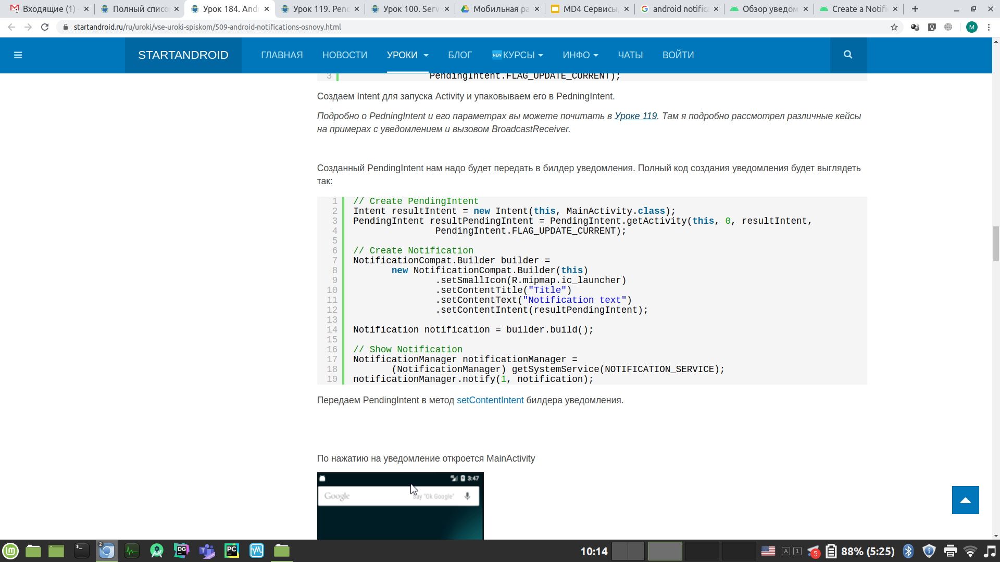 Входящие (1)
Полный списо
Урок 184. And
Урок 119. Pend
Урок 100. Serv
Мобильная ра
MD4 Сервисы,
android notifica
Обзор уведом
Create a Notifi
startandroid.ru/ru/uroki/vse-uroki-spiskom/509-android-notifications-osnovy.html
M
STARTANDROID
ГЛАВНАЯ
НОВОСТИ
УРОКИ
БЛОГ
NEW КУРСЫ
ИНФО
ЧАТЫ
ВОЙТИ
3 PendingIntent.FLAG_UPDATE_CURRENT);
Создаем Intent для запуска Activity и упаковываем его в PedningIntent.
Подробно о PedningIntent и его параметрах вы можете почитать в Уроке 119. Там я подробно рассмотрел различные кейсы
на примерах с уведомлением и вызовом BroadcastReceiver.
Созданный PendingIntent нам надо будет передать в билдер уведомления. Полный код создания уведомления будет выглядеть
так:
1 // Create PendingIntent
2 Intent resultIntent = new Intent(this, MainActivity.class);
3 PendingIntent resultPendingIntent = PendingIntent.getActivity(this, 0, resultIntent,
4 PendingIntent.FLAG_UPDATE_CURRENT);
5
6 // Create Notification
7 NotificationCompat.Builder builder =
8 new NotificationCompat.Builder(this)
9 .setSmallIcon(R.mipmap.ic_launcher)
10 .setContentTitle("Title")
11 .setContentText("Notification text")
12 .setContentIntent(resultPendingIntent);
13
14 Notification notification = builder.build();
15
16 // Show Notification
17 NotificationManager notificationManager =
18 (NotificationManager) getSystemService(NOTIFICATION_SERVICE);
19 notificationManager.notify(1, notification);
Передаем PendingIntent в метод setContentIntent билдера уведомления.
По нажатию на уведомление откроется MainActivity
3:47
Google
Say "Ok Google"
2
DG
T
PC
10:14
A 1
5
88% (5:25)